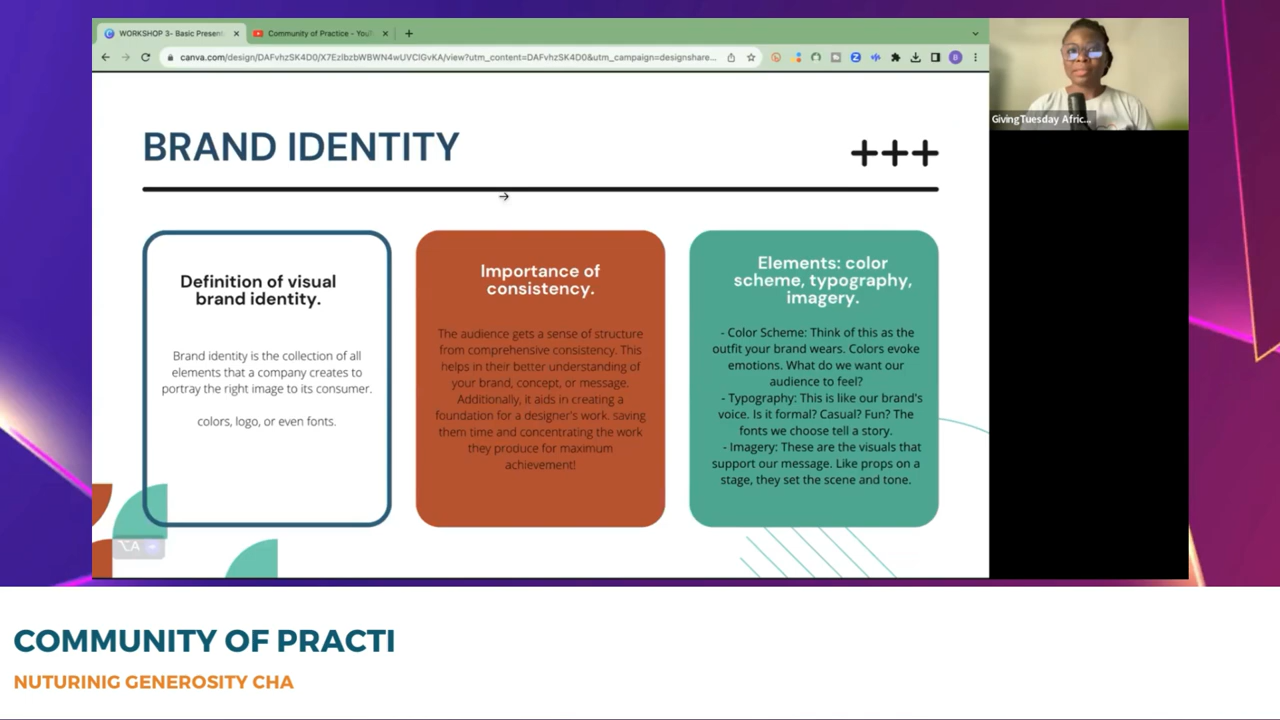 WORKSHOP 3- Basic Present
Community of Practice - YouT
canva.com/design/DAFvhzSK4D0/X7EzIbzbWBWN4wUVCIGvKA/view?utm_content=DAFvhzSK4D0&utm_campaign=designshare...
GivingTuesday Afric...
BRAND IDENTITY
+++
Definition of visual
brand identity.
Brand identity is the collection of all
elements that a company creates to
portray the right image to its consumer.
colors, logo, or even fonts.
Importance of
consistency.
The audience gets a sense of structure
from comprehensive consistency. This
helps in their better understanding of
your brand, concept, or message.
Additionally, it aids in creating a
foundation for a designer's work. saving
them time and concentrating the work
they produce for maximum
achievement!
Elements: color
scheme, typography,
imagery.
- Color Scheme: Think of this as the
outfit your brand wears. Colors evoke
emotions. What do we want our
audience to feel?
- Typography: This is like our brand's
voice. Is it formal? Casual? Fun? The
fonts we choose tell a story.
- Imagery: These are the visuals that
support our message. Like props on a
stage, they set the scene and tone.
⌥A
COMMUNITY OF PRACTI
NUTURINIG GENEROSITY CHA